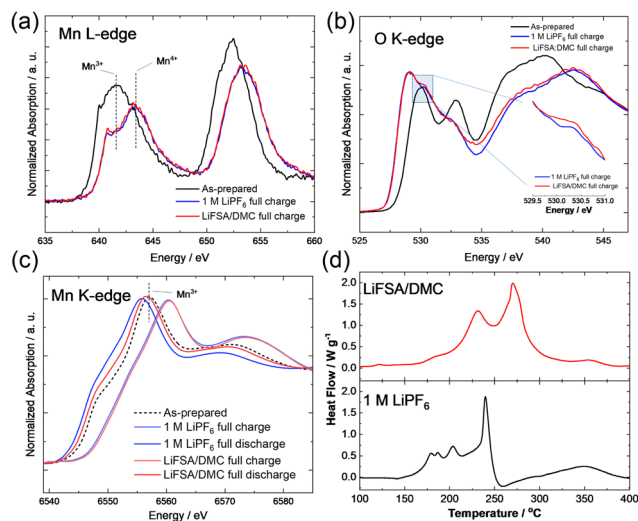 (a)
Mn L-edge
Mn³⁺
Mn⁴⁺
As-prepared
1 M LiPF₆ full charge
LiFSA/DMC full charge
Normalized Absorption / a. u.
635 640 645 650 655 660
Energy / eV
(b)
O K-edge
As-prepared
1 M LiPF₆ full charge
LiFSA:DMC full charge
1 M LiPF₆ full charge
LiFSA/DMC full charge
529.5 530.0 530.5 531.0
Energy / eV
Normalized Absorption / a. u.
525 530 535 540 545
Energy / eV
(c)
Mn K-edge
Mn³⁺
As-prepared
1 M LiPF₆ full charge
1 M LiPF₆ full discharge
LiFSA/DMC full charge
LiFSA/DMC full discharge
Normalized Absorption / a. u.
6540 6550 6560 6570 6580
Energy / eV
(d)
LiFSA/DMC
2.0
1.5
1.0
0.5
0.0
1 M LiPF₆
2.0
1.5
1.0
0.5
0.0
Heat Flow / W g⁻¹
100 150 200 250 300 350 400
Temperature / °C